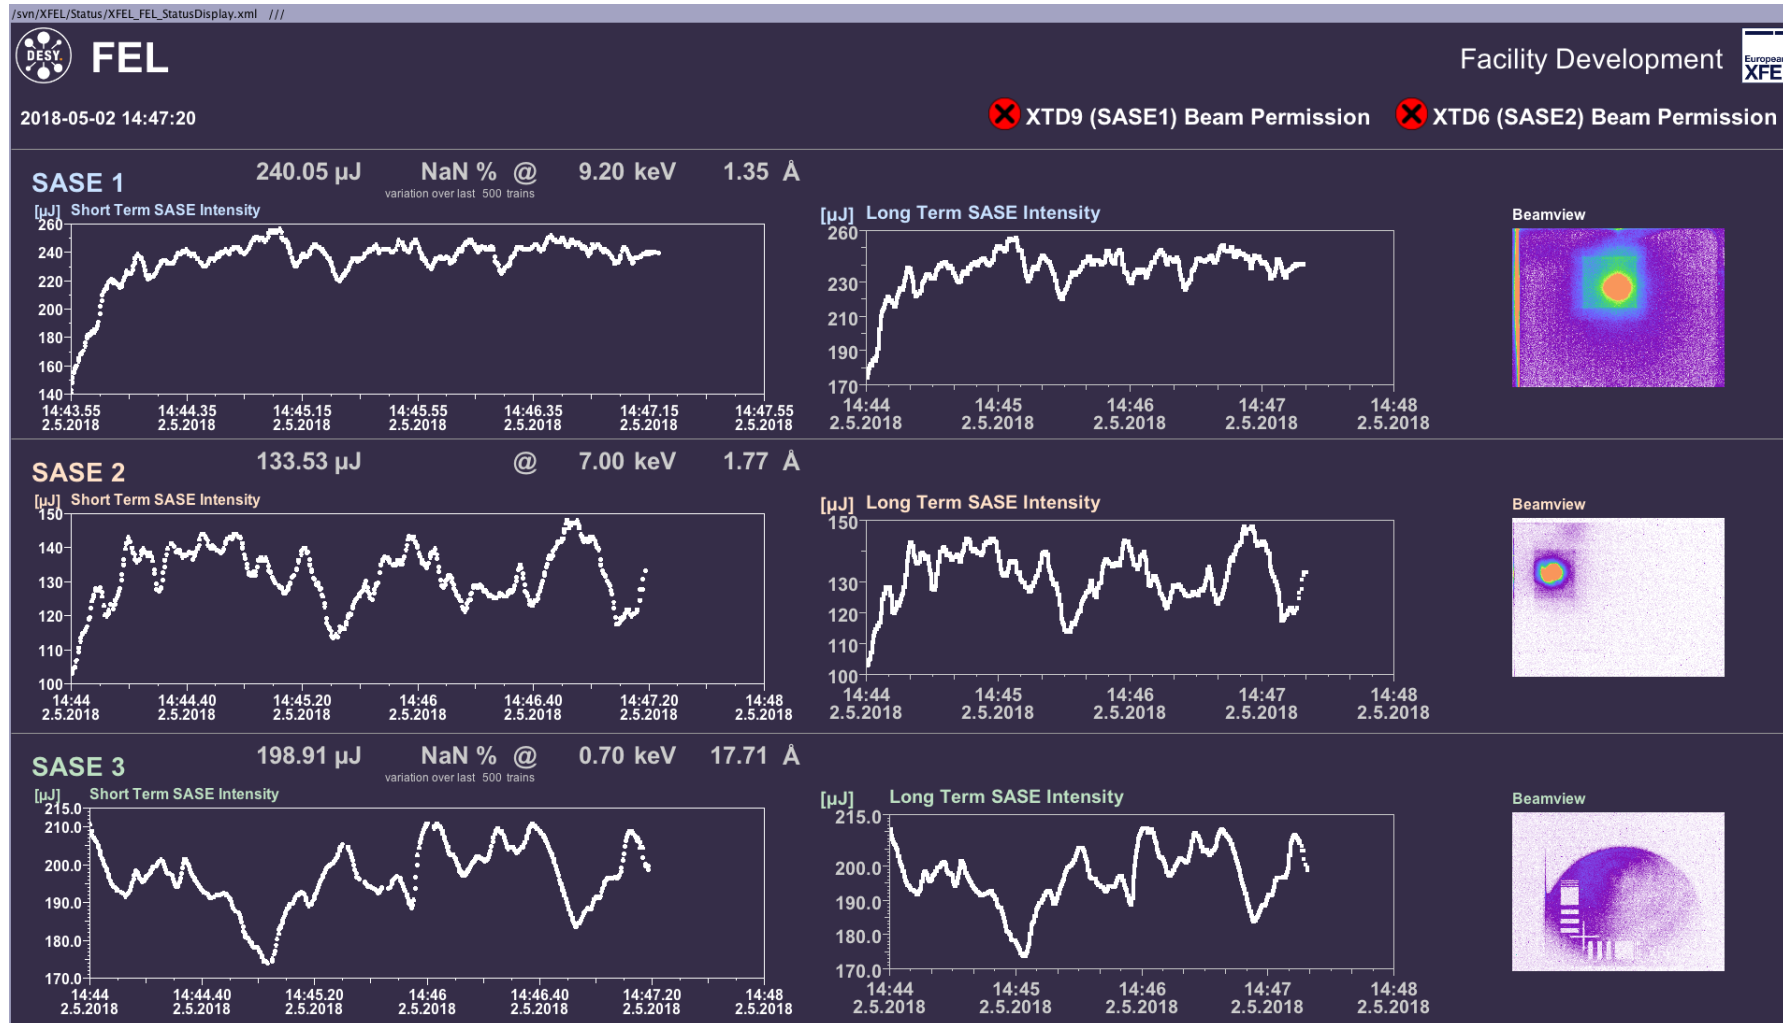 /svn/XFEL/Status/XFEL_FEL_StatusDisplay.xml ///
DESY.
FEL
Facility Development
European
XFE
2018-05-02 14:47:20
XTD9 (SASE1) Beam Permission
XTD6 (SASE2) Beam Permission
SASE 1
240.05 µJ NaN % @ 9.20 keV 1.35 Å
variation over last 500 trains
[µJ] Short Term SASE Intensity
260
240
220
200
180
160
140
14:43.55 14:44.35 14:45.15 14:45.55 14:46.35 14:47.15 14:47.55
2.5.2018 2.5.2018 2.5.2018 2.5.2018 2.5.2018 2.5.2018 2.5.2018
[µJ] Long Term SASE Intensity
260
230
210
190
170
14:44 14:45 14:46 14:47 14:48
2.5.2018 2.5.2018 2.5.2018 2.5.2018 2.5.2018
Beamview
SASE 2
133.53 µJ @ 7.00 keV 1.77 Å
[µJ] Short Term SASE Intensity
150
140
130
120
110
100
14:44 14:44.40 14:45.20 14:46 14:46.40 14:47.20 14:48
2.5.2018 2.5.2018 2.5.2018 2.5.2018 2.5.2018 2.5.2018 2.5.2018
[µJ] Long Term SASE Intensity
150
130
120
110
100
14:44 14:45 14:46 14:47 14:48
2.5.2018 2.5.2018 2.5.2018 2.5.2018 2.5.2018
Beamview
SASE 3
198.91 µJ NaN % @ 0.70 keV 17.71 Å
variation over last 500 trains
[µJ] Short Term SASE Intensity
215.0
210.0
200.0
190.0
180.0
170.0
14:44 14:44.40 14:45.20 14:46 14:46.40 14:47.20 14:48
2.5.2018 2.5.2018 2.5.2018 2.5.2018 2.5.2018 2.5.2018 2.5.2018
[µJ] Long Term SASE Intensity
215.0
200.0
190.0
180.0
170.0
14:44 14:45 14:46 14:47 14:48
2.5.2018 2.5.2018 2.5.2018 2.5.2018 2.5.2018
Beamview